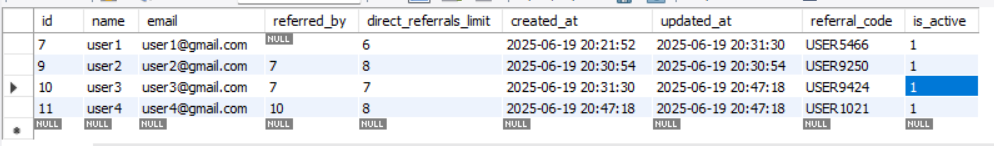 id name email referred_by direct_referrals_limit created_at updated_at referral_code is_active
7 user1 user1@gmail.com NULL 6 2025-06-19 20:21:52 2025-06-19 20:31:30 USER5466 1
9 user2 user2@gmail.com 7 8 2025-06-19 20:30:54 2025-06-19 20:30:54 USER9250 1
10 user3 user3@gmail.com 7 7 2025-06-19 20:31:30 2025-06-19 20:47:18 USER9424 1
11 user4 user4@gmail.com 10 8 2025-06-19 20:47:18 2025-06-19 20:47:18 USER1021 1
NULL NULL NULL NULL NULL NULL NULL NULL NULL